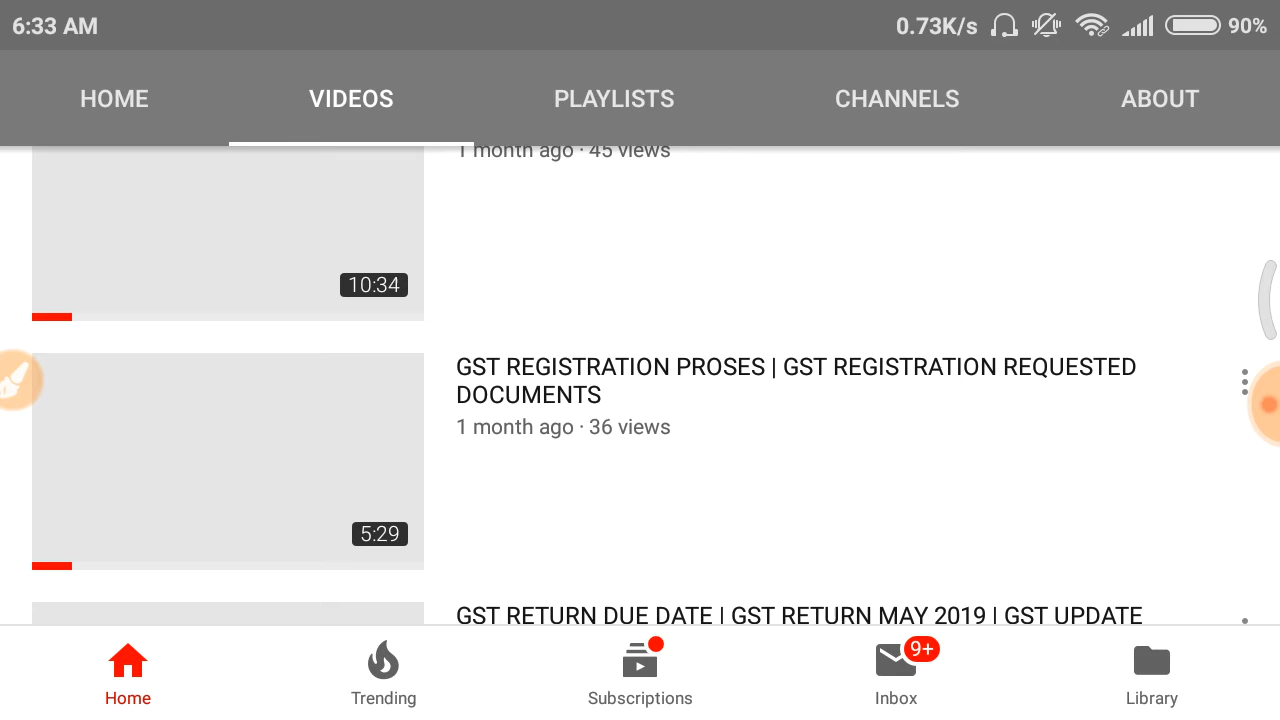 6:33 AM
0.73K/s
90%
HOME
VIDEOS
PLAYLISTS
CHANNELS
ABOUT
1 month ago · 45 views
10:34
GST REGISTRATION PROSES | GST REGISTRATION REQUESTED
DOCUMENTS
1 month ago · 36 views
5:29
GST RETURN DUE DATE | GST RETURN MAY 2019 | GST UPDATE
9+
Home
Trending
Subscriptions
Inbox
Library